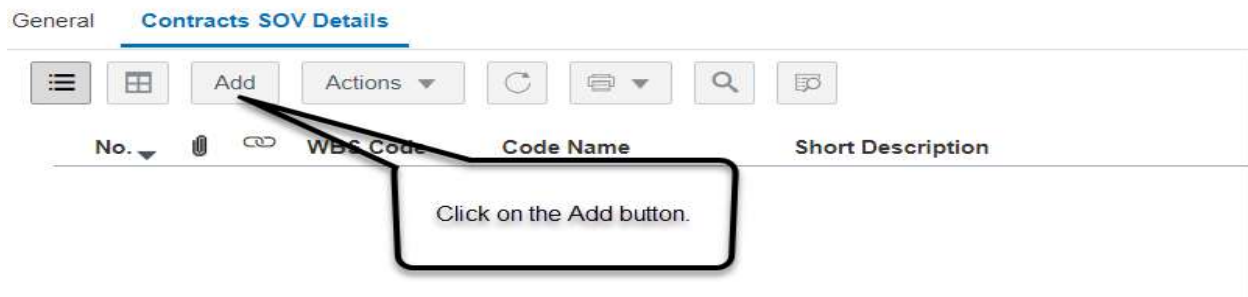 General Contracts SOV Details
Add Actions
No. WBS Code Code Name Short Description
Click on the Add button.